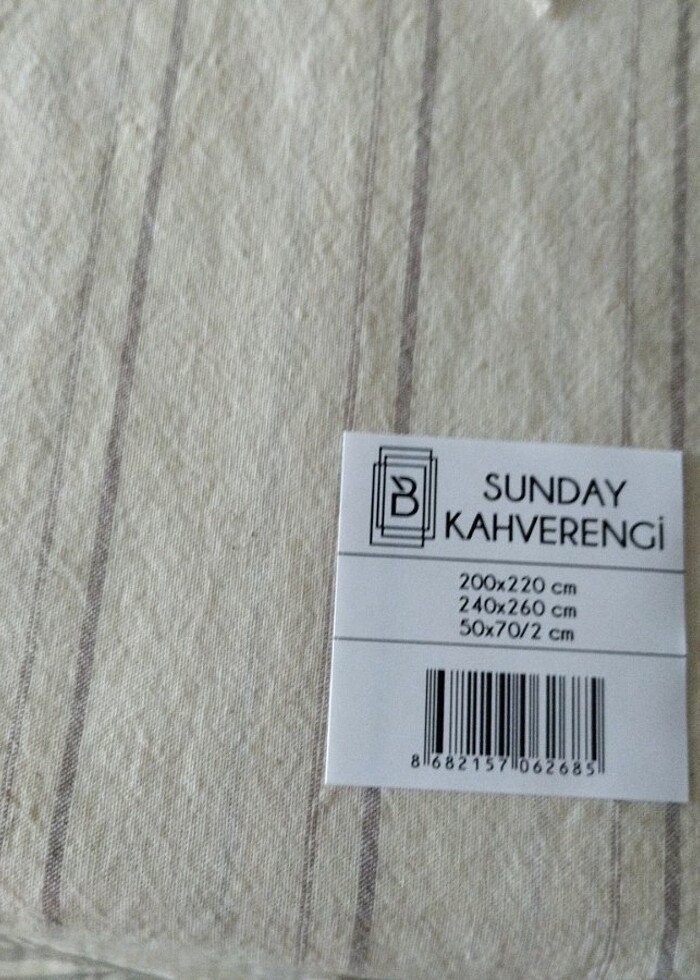 B
SUNDAY
KAHVERENGİ
200x220 cm
240x260 cm
50x70/2 cm
8 682157 062685